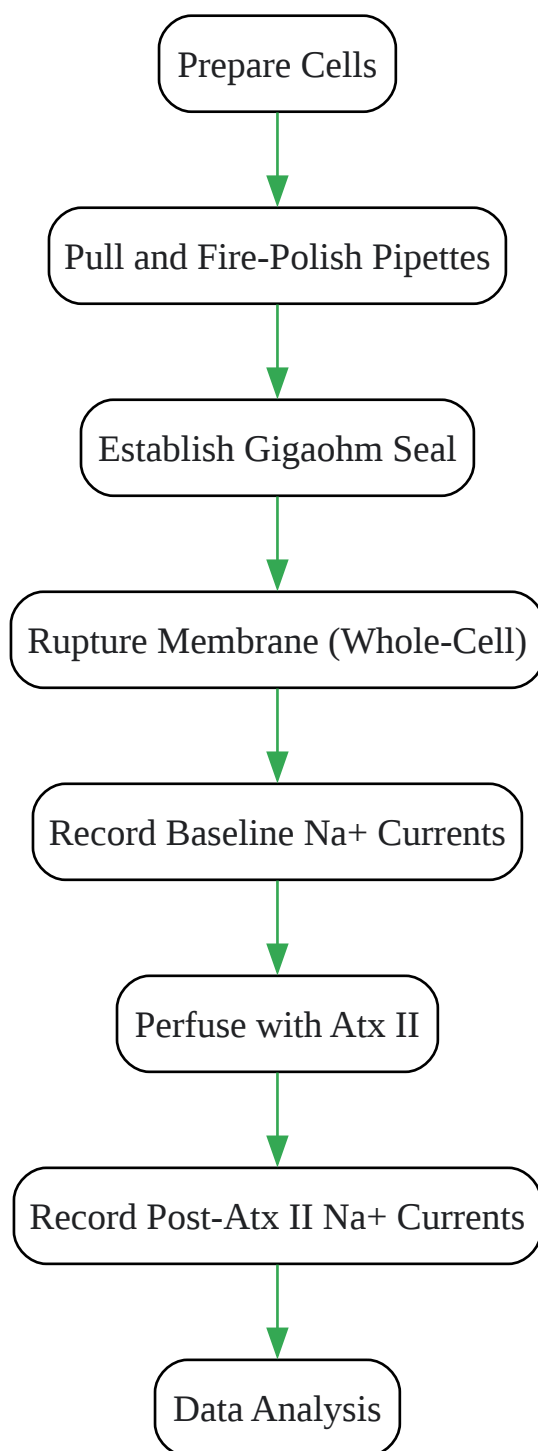 Prepare Cells
Pull and Fire-Polish Pipettes
Establish Gigaohm Seal
Rupture Membrane (Whole-Cell)
Record Baseline Na+ Currents
Perfuse with Atx II
Record Post-Atx II Na+ Currents
Data Analysis